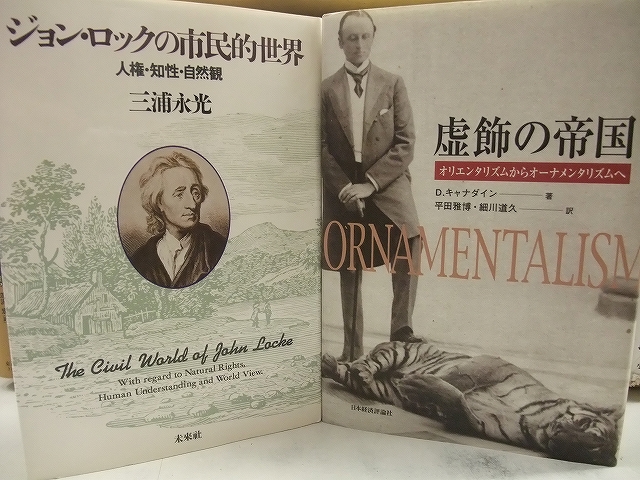 ジョン・ロックの市民的世界
人権・知性・自然観
三浦永光
The Civil World of John Locke
With regard to Natural Rights,
Human Understanding and World View.
未來社
虚飾の帝国
オリエンタリズムからオーナメンタリズムへ
D.キャナダイン 著
平田雅博・細川道久 訳
ORNAMENTALISM
日本経済評論社